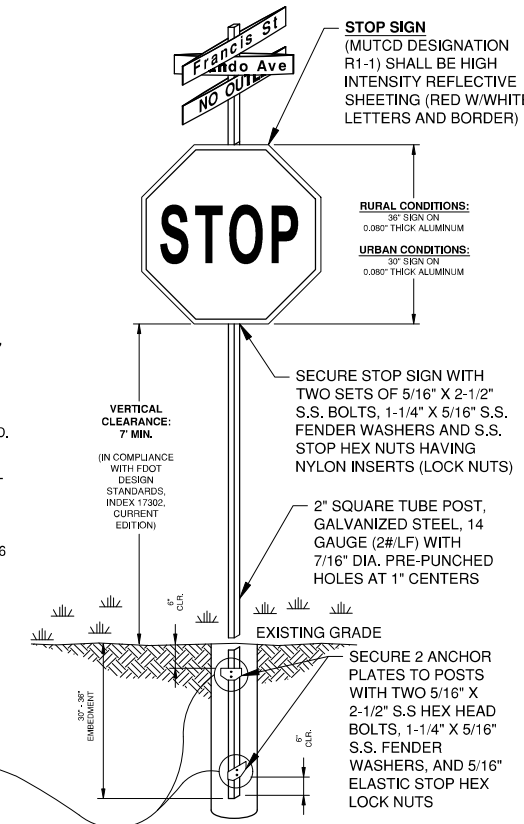 Francis St
ndo Ave
NO OUTLE
STOP SIGN
(MUTCD DESIGNATION
R1-1) SHALL BE HIGH
INTENSITY REFLECTIVE
SHEETING (RED W/WHIT
LETTERS AND BORDER)
STOP
RURAL CONDITIONS:
36" SIGN ON
0.080" THICK ALUMINUM
URBAN CONDITIONS:
30" SIGN ON
0.080" THICK ALUMINUM
VERTICAL
CLEARANCE:
7' MIN.
(IN COMPLIANCE
WITH FDOT
DESIGN
STANDARDS,
INDEX 17302,
CURRENT
EDITION)
SECURE STOP SIGN WITH
TWO SETS OF 5/16" X 2-1/2"
S.S. BOLTS, 1-1/4" X 5/16" S.S.
FENDER WASHERS AND S.S.
STOP HEX NUTS HAVING
NYLON INSERTS (LOCK NUTS)
2" SQUARE TUBE POST,
GALVANIZED STEEL, 14
GAUGE (2#/LF) WITH
7/16" DIA. PRE-PUNCHED
HOLES AT 1" CENTERS
6"
CLR.
EXISTING GRADE
30" - 36"
EMBEDMENT
SECURE 2 ANCHOR
PLATES TO POSTS
WITH TWO 5/16" X
2-1/2" S.S HEX HEAD
BOLTS, 1-1/4" X 5/16"
S.S. FENDER
WASHERS, AND 5/16"
ELASTIC STOP HEX
LOCK NUTS
6"
CLR.